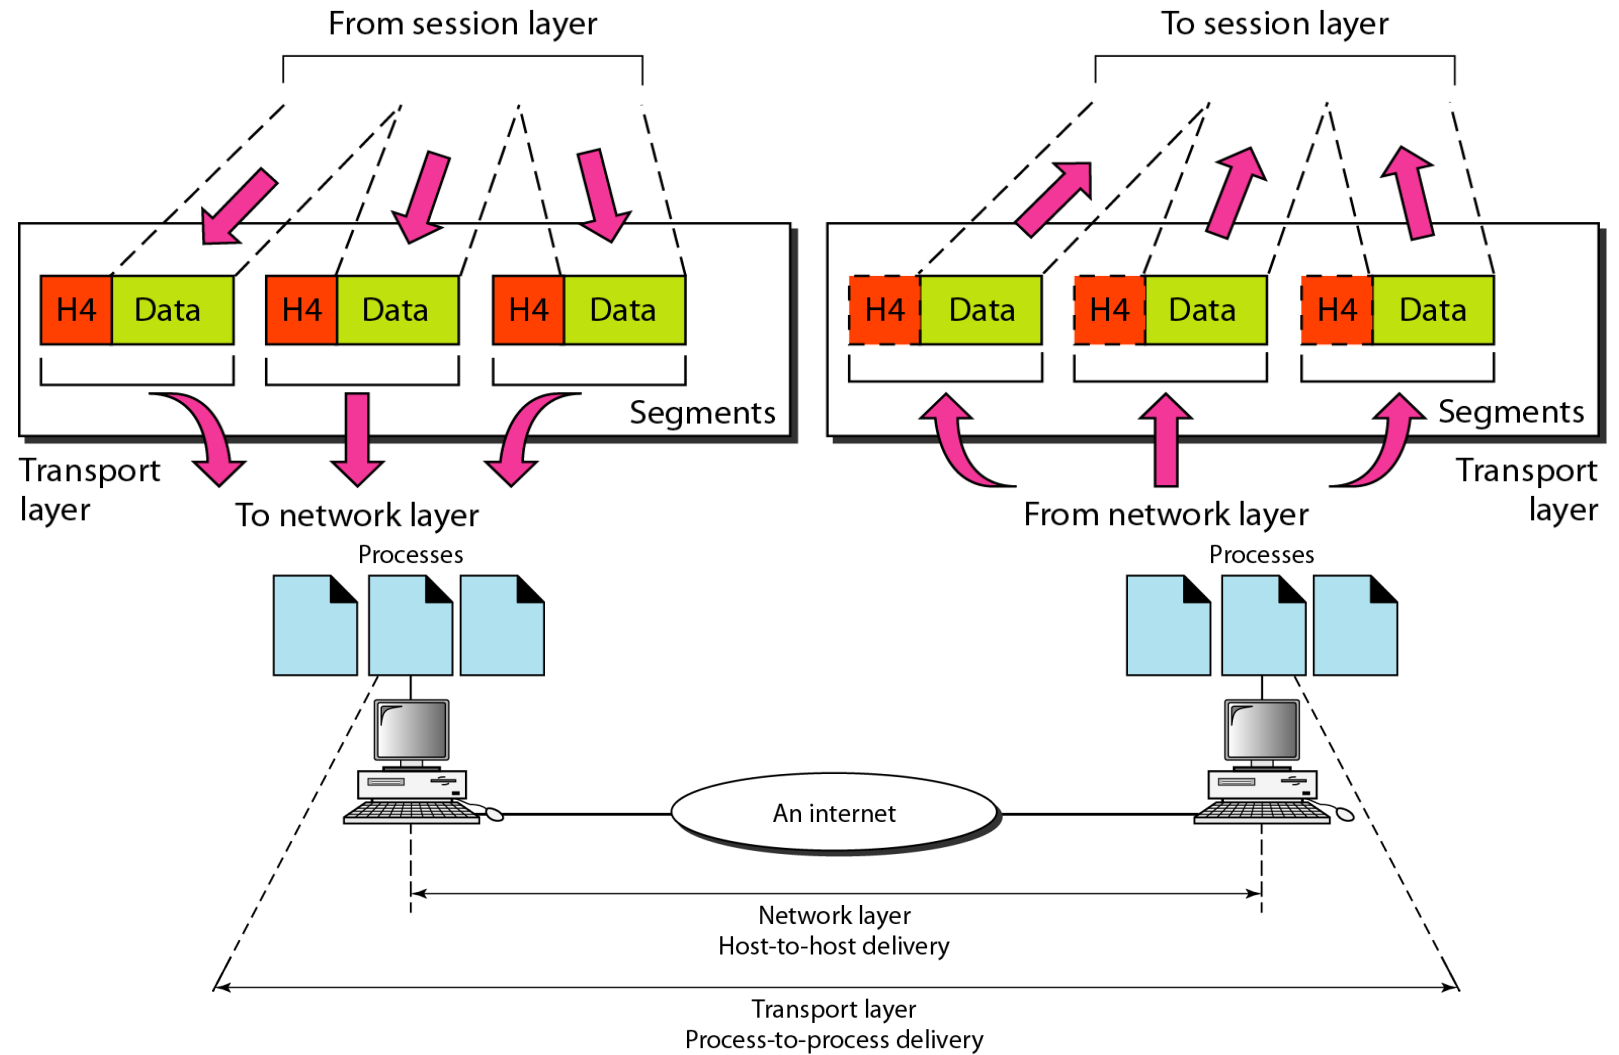 From session layer
To session layer
H4 Data H4 Data H4 Data
H4 Data H4 Data H4 Data
Segments
Segments
Transport
layer
Transport
layer
To network layer
From network layer
Processes
Processes
An internet
Network layer
Host-to-host delivery
Transport layer
Process-to-process delivery